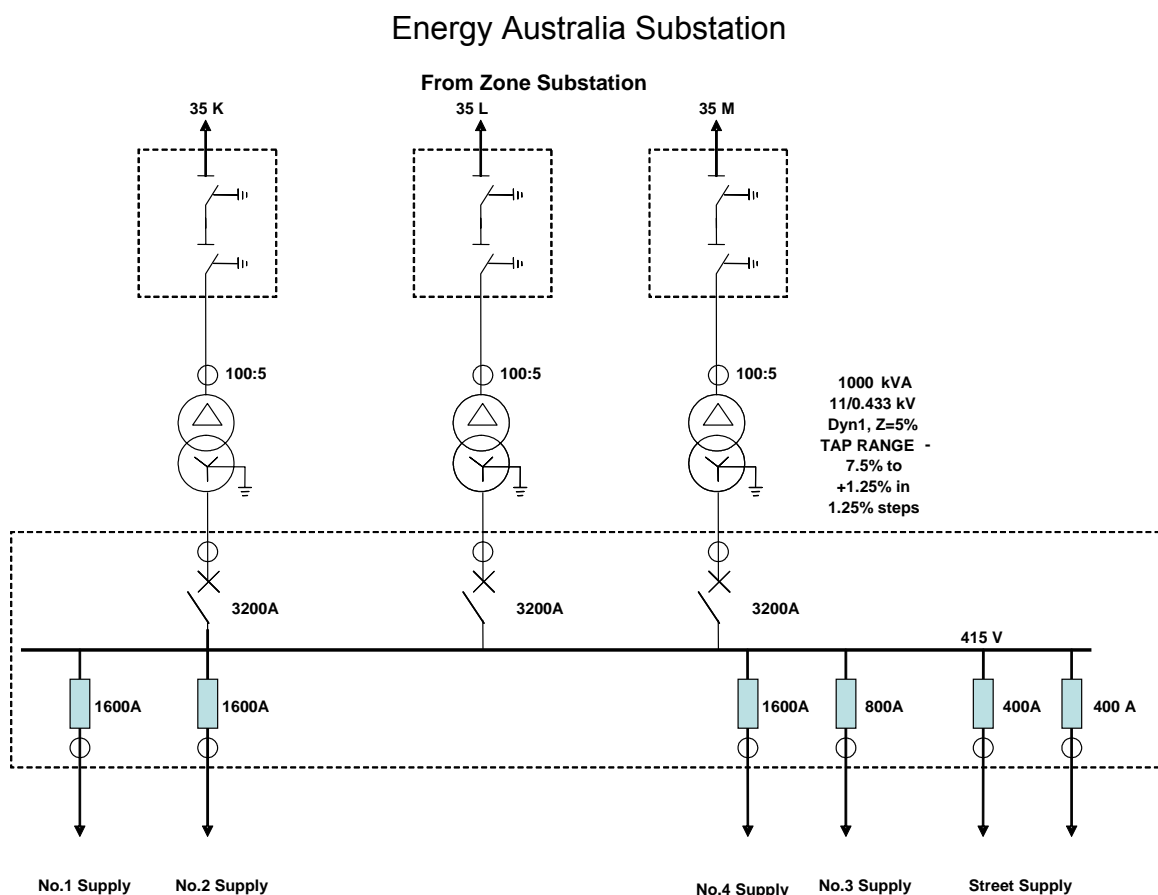 Energy Australia Substation
From Zone Substation
35 K
35 L
35 M
100:5
100:5
100:5
1000 kVA
11/0.433 kV
Dyn1, Z=5%
TAP RANGE -
7.5% to
+1.25% in
1.25% steps
3200A
3200A
3200A
415 V
1600A
1600A
1600A
800A
400A
400 A
No.1 Supply
No.2 Supply
No.4 Supply
No.3 Supply
Street Supply